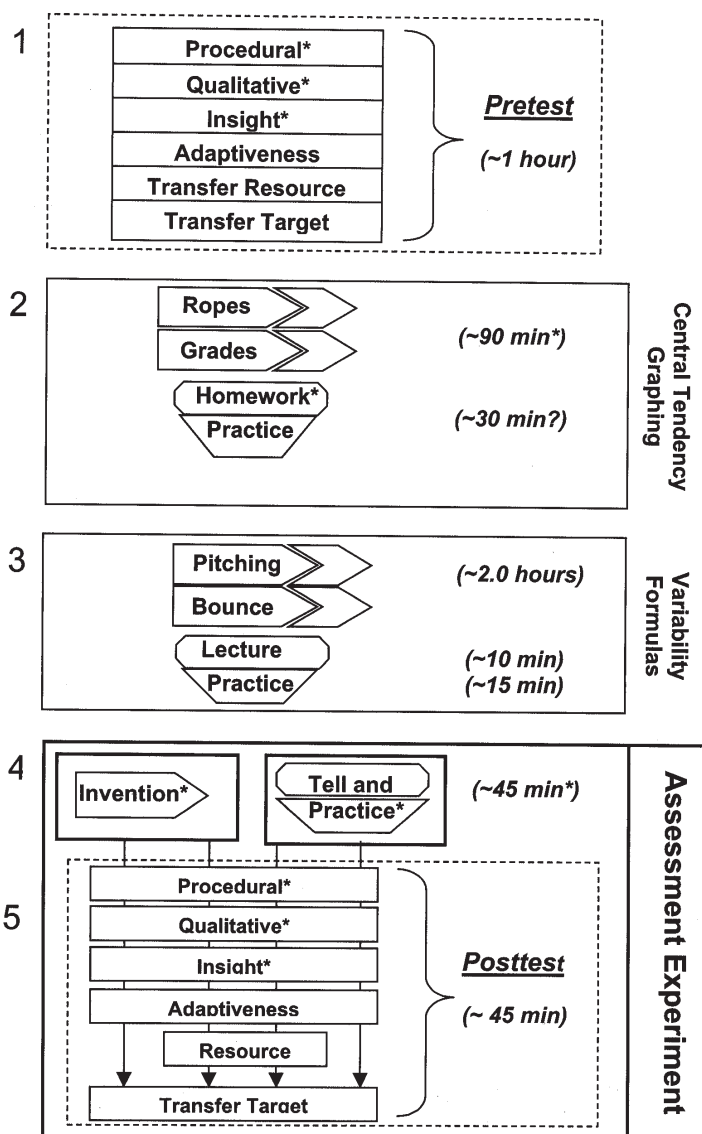 1
Procedural*
Qualitative*
Insight*
Adaptiveness
Transfer Resource
Transfer Target
Pretest
(~1 hour)
2
Ropes
Grades
(~90 min*)
Homework*
Practice
(~30 min?)
Central Tendency
Graphing
3
Pitching
Bounce
(~2.0 hours)
Lecture
(~10 min)
Practice
(~15 min)
Variability
Formulas
4
Invention*
Tell and
Practice*
(~45 min*)
5
Procedural*
Qualitative*
Insight*
Adaptiveness
Resource
Transfer Target
Posttest
(~ 45 min)
Assessment Experiment